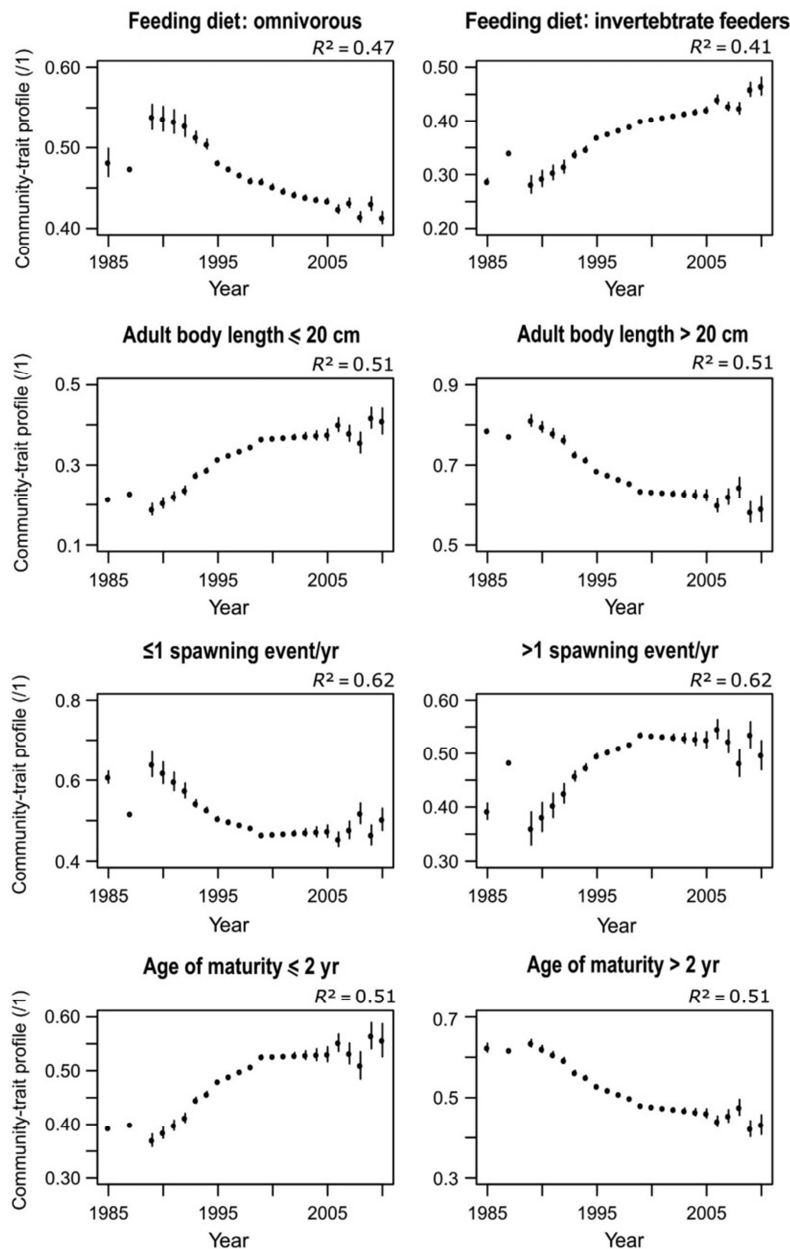 Feeding diet: omnivorous
R² = 0.47
Community-trait profile (/1)
0.60
0.50
0.40
1985 1995 2005
Year
Feeding diet: invertebtrate feeders
R² = 0.41
0.50
0.40
0.30
0.20
1985 1995 2005
Year
Adult body length ⩽ 20 cm
R² = 0.51
Community-trait profile (/1)
0.5
0.3
0.1
1985 1995 2005
Year
Adult body length > 20 cm
R² = 0.51
0.9
0.7
0.5
1985 1995 2005
Year
≤1 spawning event/yr
R² = 0.62
Community-trait profile (/1)
0.8
0.6
0.4
1985 1995 2005
Year
>1 spawning event/yr
R² = 0.62
0.60
0.50
0.40
0.30
1985 1995 2005
Year
Age of maturity ⩽ 2 yr
R² = 0.51
Community-trait profile (/1)
0.60
0.50
0.40
0.30
1985 1995 2005
Year
Age of maturity > 2 yr
R² = 0.51
0.7
0.5
0.3
1985 1995 2005
Year